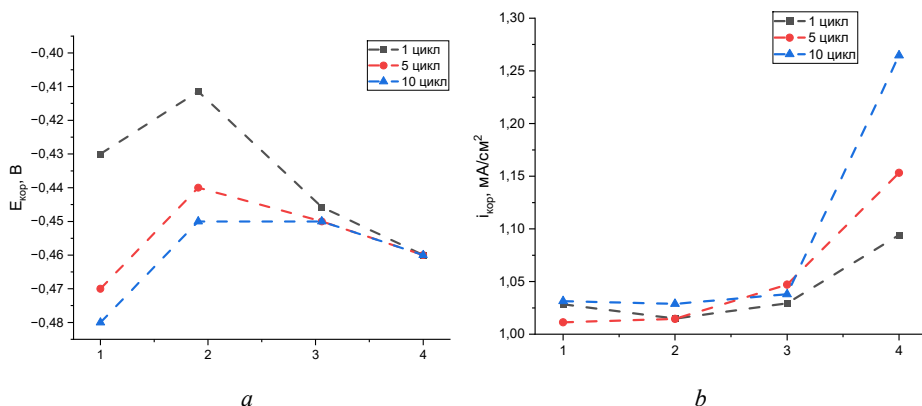 −0,40
−0,41
−0,42
−0,43
−0,44
−0,45
−0,46
−0,47
−0,48
Eкор, В
1 цикл
5 цикл
10 цикл
1 2 3 4
a
1,30
1,25
1,20
1,15
1,10
1,05
1,00
iкор, мА/см²
1 цикл
5 цикл
10 цикл
1 2 3 4
b